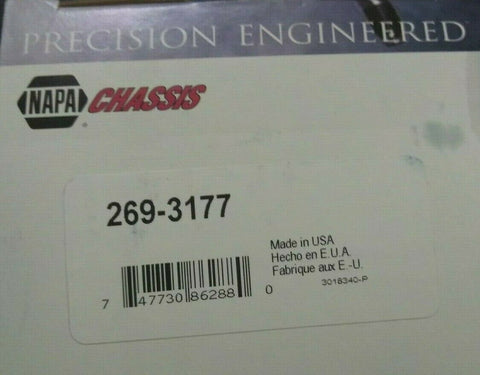 PRECISION ENGINEERED
NAPA CHASSIS
269-3177
Made in USA
Hecho en E.U.A.
Fabrique aux E.-U.
3018340-P
7 47730 86288 0